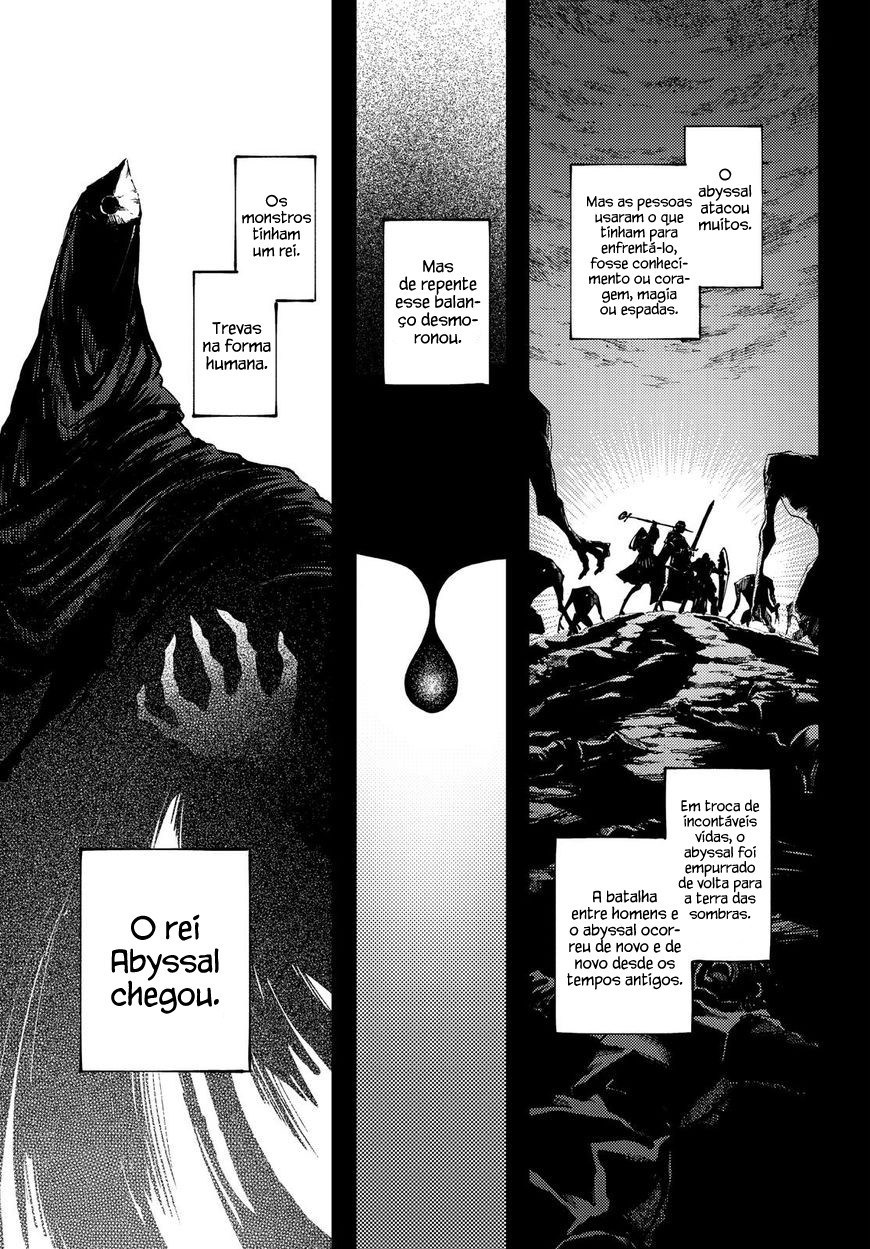 O
abyssal
atacou
muitos.
Mas as pessoas
usaram o que
tinham para
enfrentá-lo,
fosse conheci-
mento ou cora-
gem, magia
ou espadas.
Em troca de
incontáveis
vidas, o
abyssal foi
empurrado
de volta para
a terra das
sombras.
A batalha
entre homens e
o abyssal ocor-
reu de novo e de
novo desde os
tempos antigos.
Mas
de repente
esse balan-
ço desmo-
ronou.
Os
monstros
tinham
um rei.
Trevas
na forma
humana.
O rei
Abyssal
chegou.